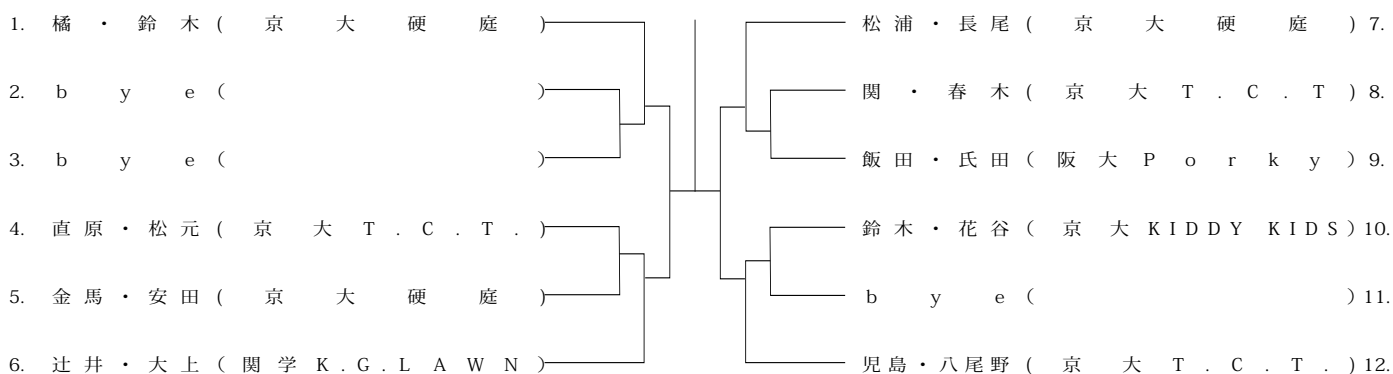 1. 橘・鈴木(京大硬庭)
2. bye( )
3. bye( )
4. 直原・松元(京大T.C.T.)
5. 金馬・安田(京大硬庭)
6. 辻井・大上(関学K.G.LAWN)
松浦・長尾(京大硬庭)7.
関・春木(京大T.C.T)8.
飯田・氏田(阪大Porky)9.
鈴木・花谷(京大KIDDY KIDS)10.
bye( )11.
児島・八尾野(京大T.C.T.)12.